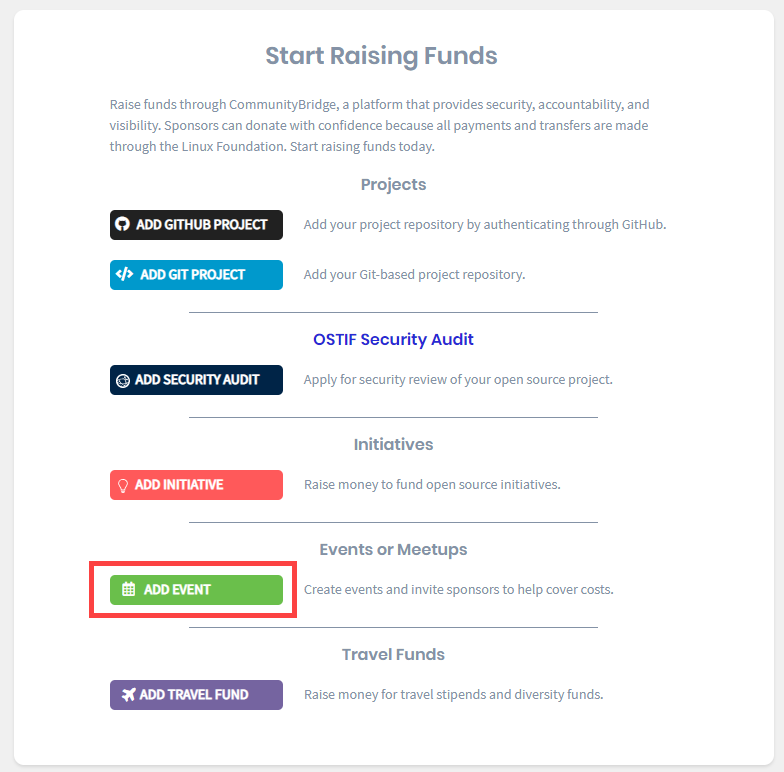 Start Raising Funds
Raise funds through CommunityBridge, a platform that provides security, accountability, and
visibility. Sponsors can donate with confidence because all payments and transfers are made
through the Linux Foundation. Start raising funds today.
Projects
ADD GITHUB PROJECT Add your project repository by authenticating through GitHub.
ADD GIT PROJECT Add your Git-based project repository.
OSTIF Security Audit
ADD SECURITY AUDIT Apply for security review of your open source project.
Initiatives
ADD INITIATIVE Raise money to fund open source initiatives.
Events or Meetups
ADD EVENT Create events and invite sponsors to help cover costs.
Travel Funds
ADD TRAVEL FUND Raise money for travel stipends and diversity funds.